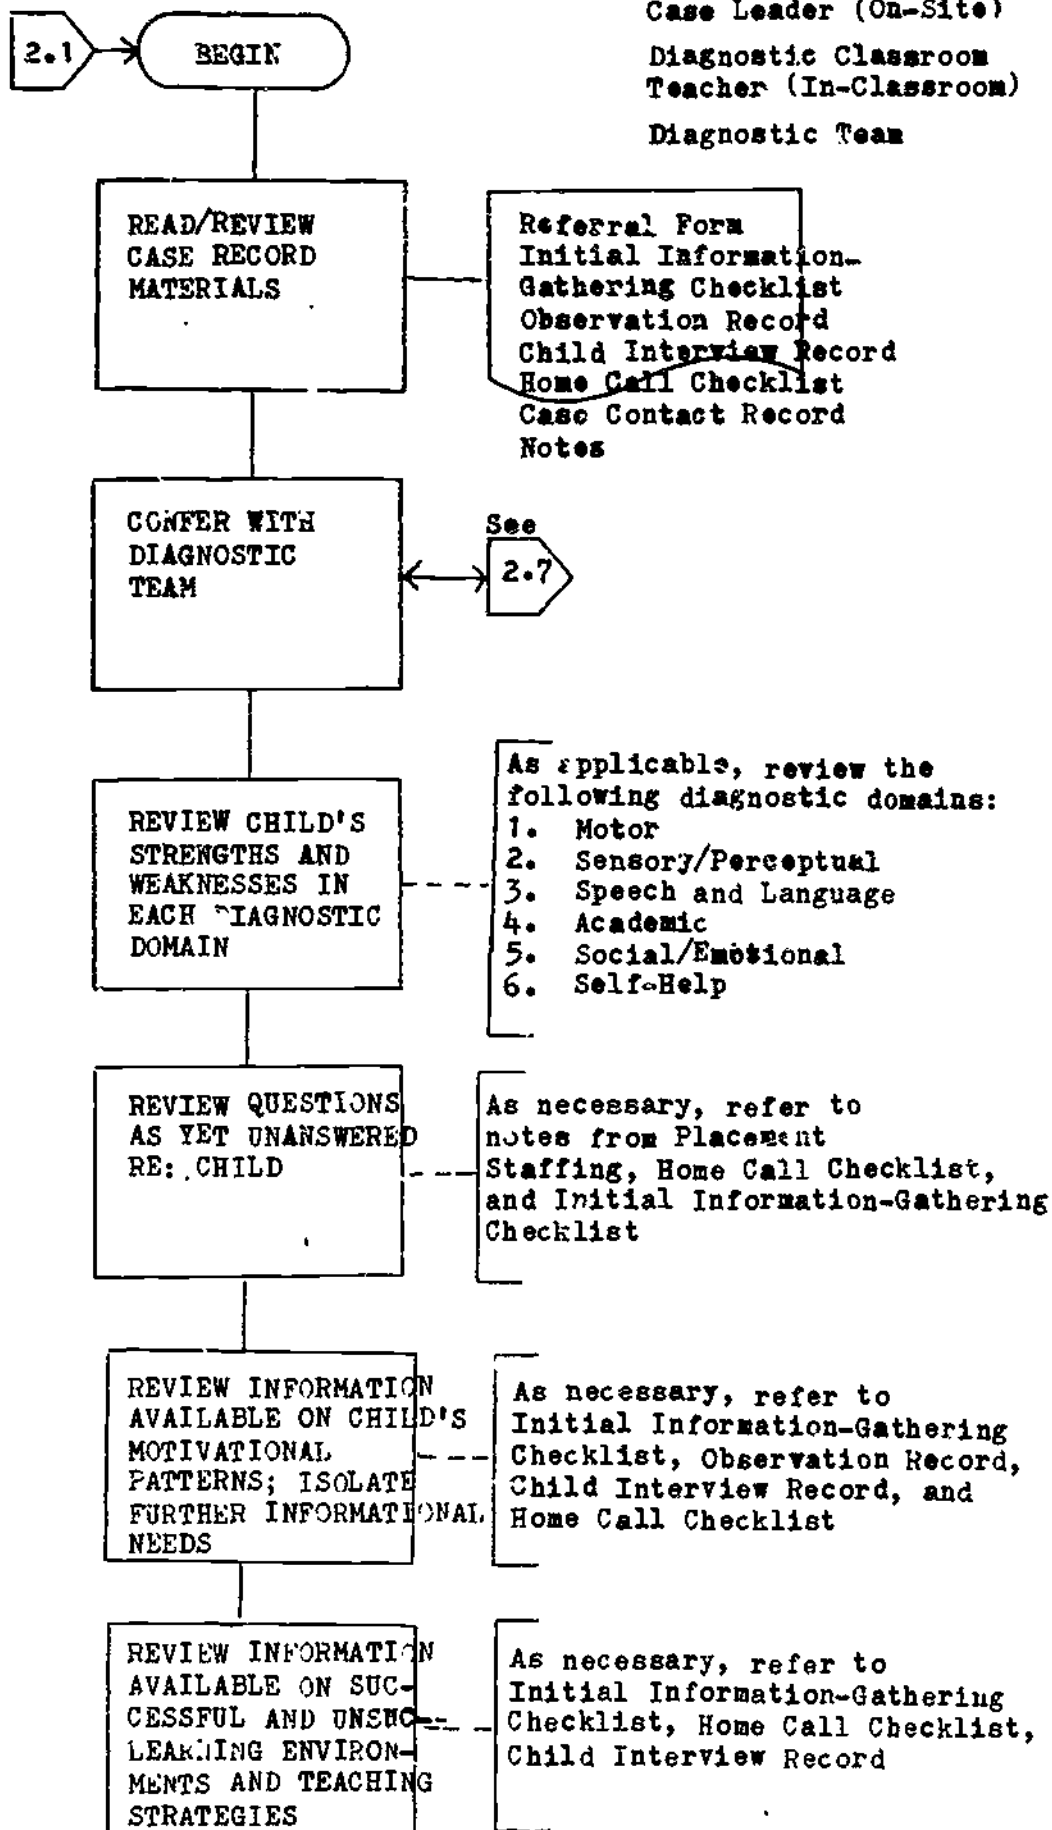 Case Leader (On-Site)
2.1
BEGIN
Diagnostic Classroom
Teacher (In-Classroom)
Diagnostic Team
READ/REVIEW
CASE RECORD
MATERIALS
Referral Form
Initial Information-
Gathering Checklist
Observation Record
Child Interview Record
Home Call Checklist
Case Contact Record
Notes
CONFER WITH
DIAGNOSTIC
TEAM
See
2.7
REVIEW CHILD'S
STRENGTHS AND
WEAKNESSES IN
EACH DIAGNOSTIC
DOMAIN
As applicable, review the
following diagnostic domains:
1. Motor
2. Sensory/Perceptual
3. Speech and Language
4. Academic
5. Social/Emotional
6. Self-Help
REVIEW QUESTIONS
AS YET UNANSWERED
RE: CHILD
As necessary, refer to
notes from Placement
Staffing, Home Call Checklist,
and Initial Information-Gathering
Checklist
REVIEW INFORMATION
AVAILABLE ON CHILD'S
MOTIVATIONAL
PATTERNS; ISOLATE
FURTHER INFORMATIONAL
NEEDS
As necessary, refer to
Initial Information-Gathering
Checklist, Observation Record,
Child Interview Record, and
Home Call Checklist
REVIEW INFORMATION
AVAILABLE ON SUC-
CESSFUL AND UNSUC-
LEARNING ENVIRON-
MENTS AND TEACHING
STRATEGIES
As necessary, refer to
Initial Information-Gathering
Checklist, Home Call Checklist,
Child Interview Record